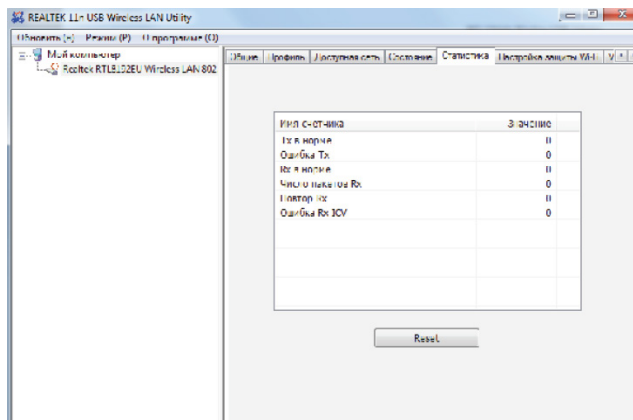 REALTEK 11n USB Wireless LAN Utility
Обновить (R) Режим (P) О программе (O)
Мой компьютер
Realtek RTL8192EU Wireless LAN 802
Общие Профиль Доступная сеть Состояние Статистика Настройка защиты Wi-Fi
Имя счетчика Значение
Tx в норме 0
Ошибка Tx 0
Rx в норме 0
Число пакетов Rx 0
Повтор Rx 0
Ошибка Rx ICV 0
Reset